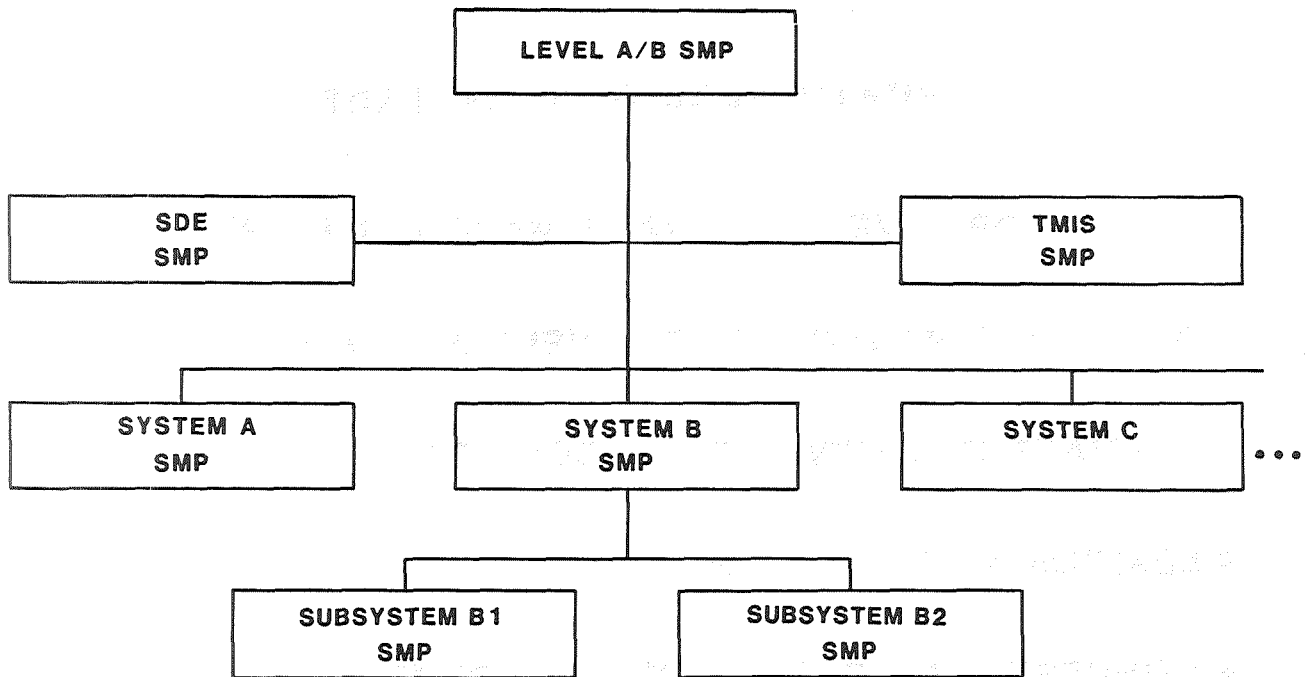 LEVEL A/B SMP
SDE
SMP
TMIS
SMP
SYSTEM A
SMP
SYSTEM B
SMP
SYSTEM C
...
SUBSYSTEM B1
SMP
SUBSYSTEM B2
SMP